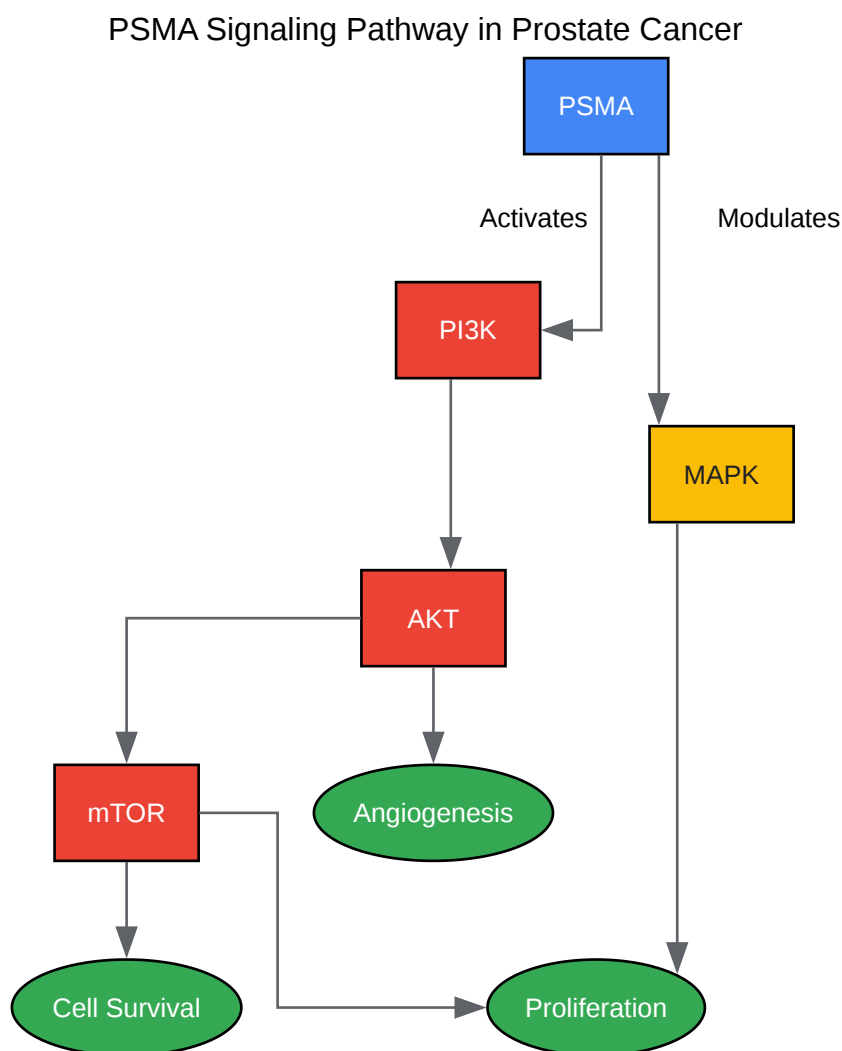 PSMA Signaling Pathway in Prostate Cancer
PSMA
Activates
Modulates
PI3K
MAPK
AKT
mTOR
Angiogenesis
Cell Survival
Proliferation